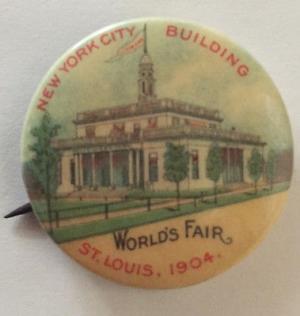 NEW YORK CITY BUILDING
WORLD'S FAIR
ST. LOUIS, 1904.